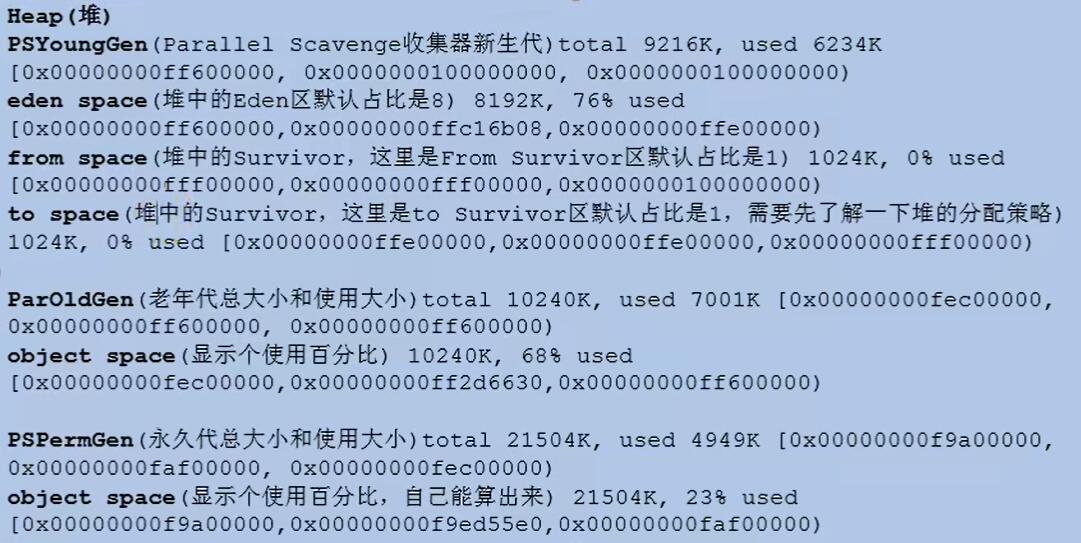 Heap(堆)
PSYoungGen(Parallel Scavenge收集器新生代)total 9216K, used 6234K
[0x00000000ff600000, 0x0000000100000000, 0x0000000100000000)
eden space(堆中的Eden区默认占比是8) 8192K, 76% used
[0x00000000ff600000,0x00000000ffc16b08,0x00000000ffe00000)
from space(堆中的Survivor，这里是From Survivor区默认占比是1) 1024K, 0% used
[0x00000000fff00000,0x00000000fff00000,0x0000000100000000)
to space(堆中的Survivor，这里是to Survivor区默认占比是1，需要先了解一下堆的分配策略)
1024K, 0% used [0x00000000ffe00000,0x00000000ffe00000,0x00000000fff00000)
ParOldGen(老年代总大小和使用大小)total 10240K, used 7001K [0x00000000fec00000,
0x00000000ff600000, 0x00000000ff600000)
object space(显示个使用百分比) 10240K, 68% used
[0x00000000fec00000,0x00000000ff2d6630,0x00000000ff600000)
PSPermGen(永久代总大小和使用大小)total 21504K, used 4949K [0x00000000f9a00000,
0x00000000faf00000, 0x00000000fec00000)
object space(显示个使用百分比，自己能算出来) 21504K, 23% used
[0x00000000f9a00000,0x00000000f9ed55e0,0x00000000faf00000)